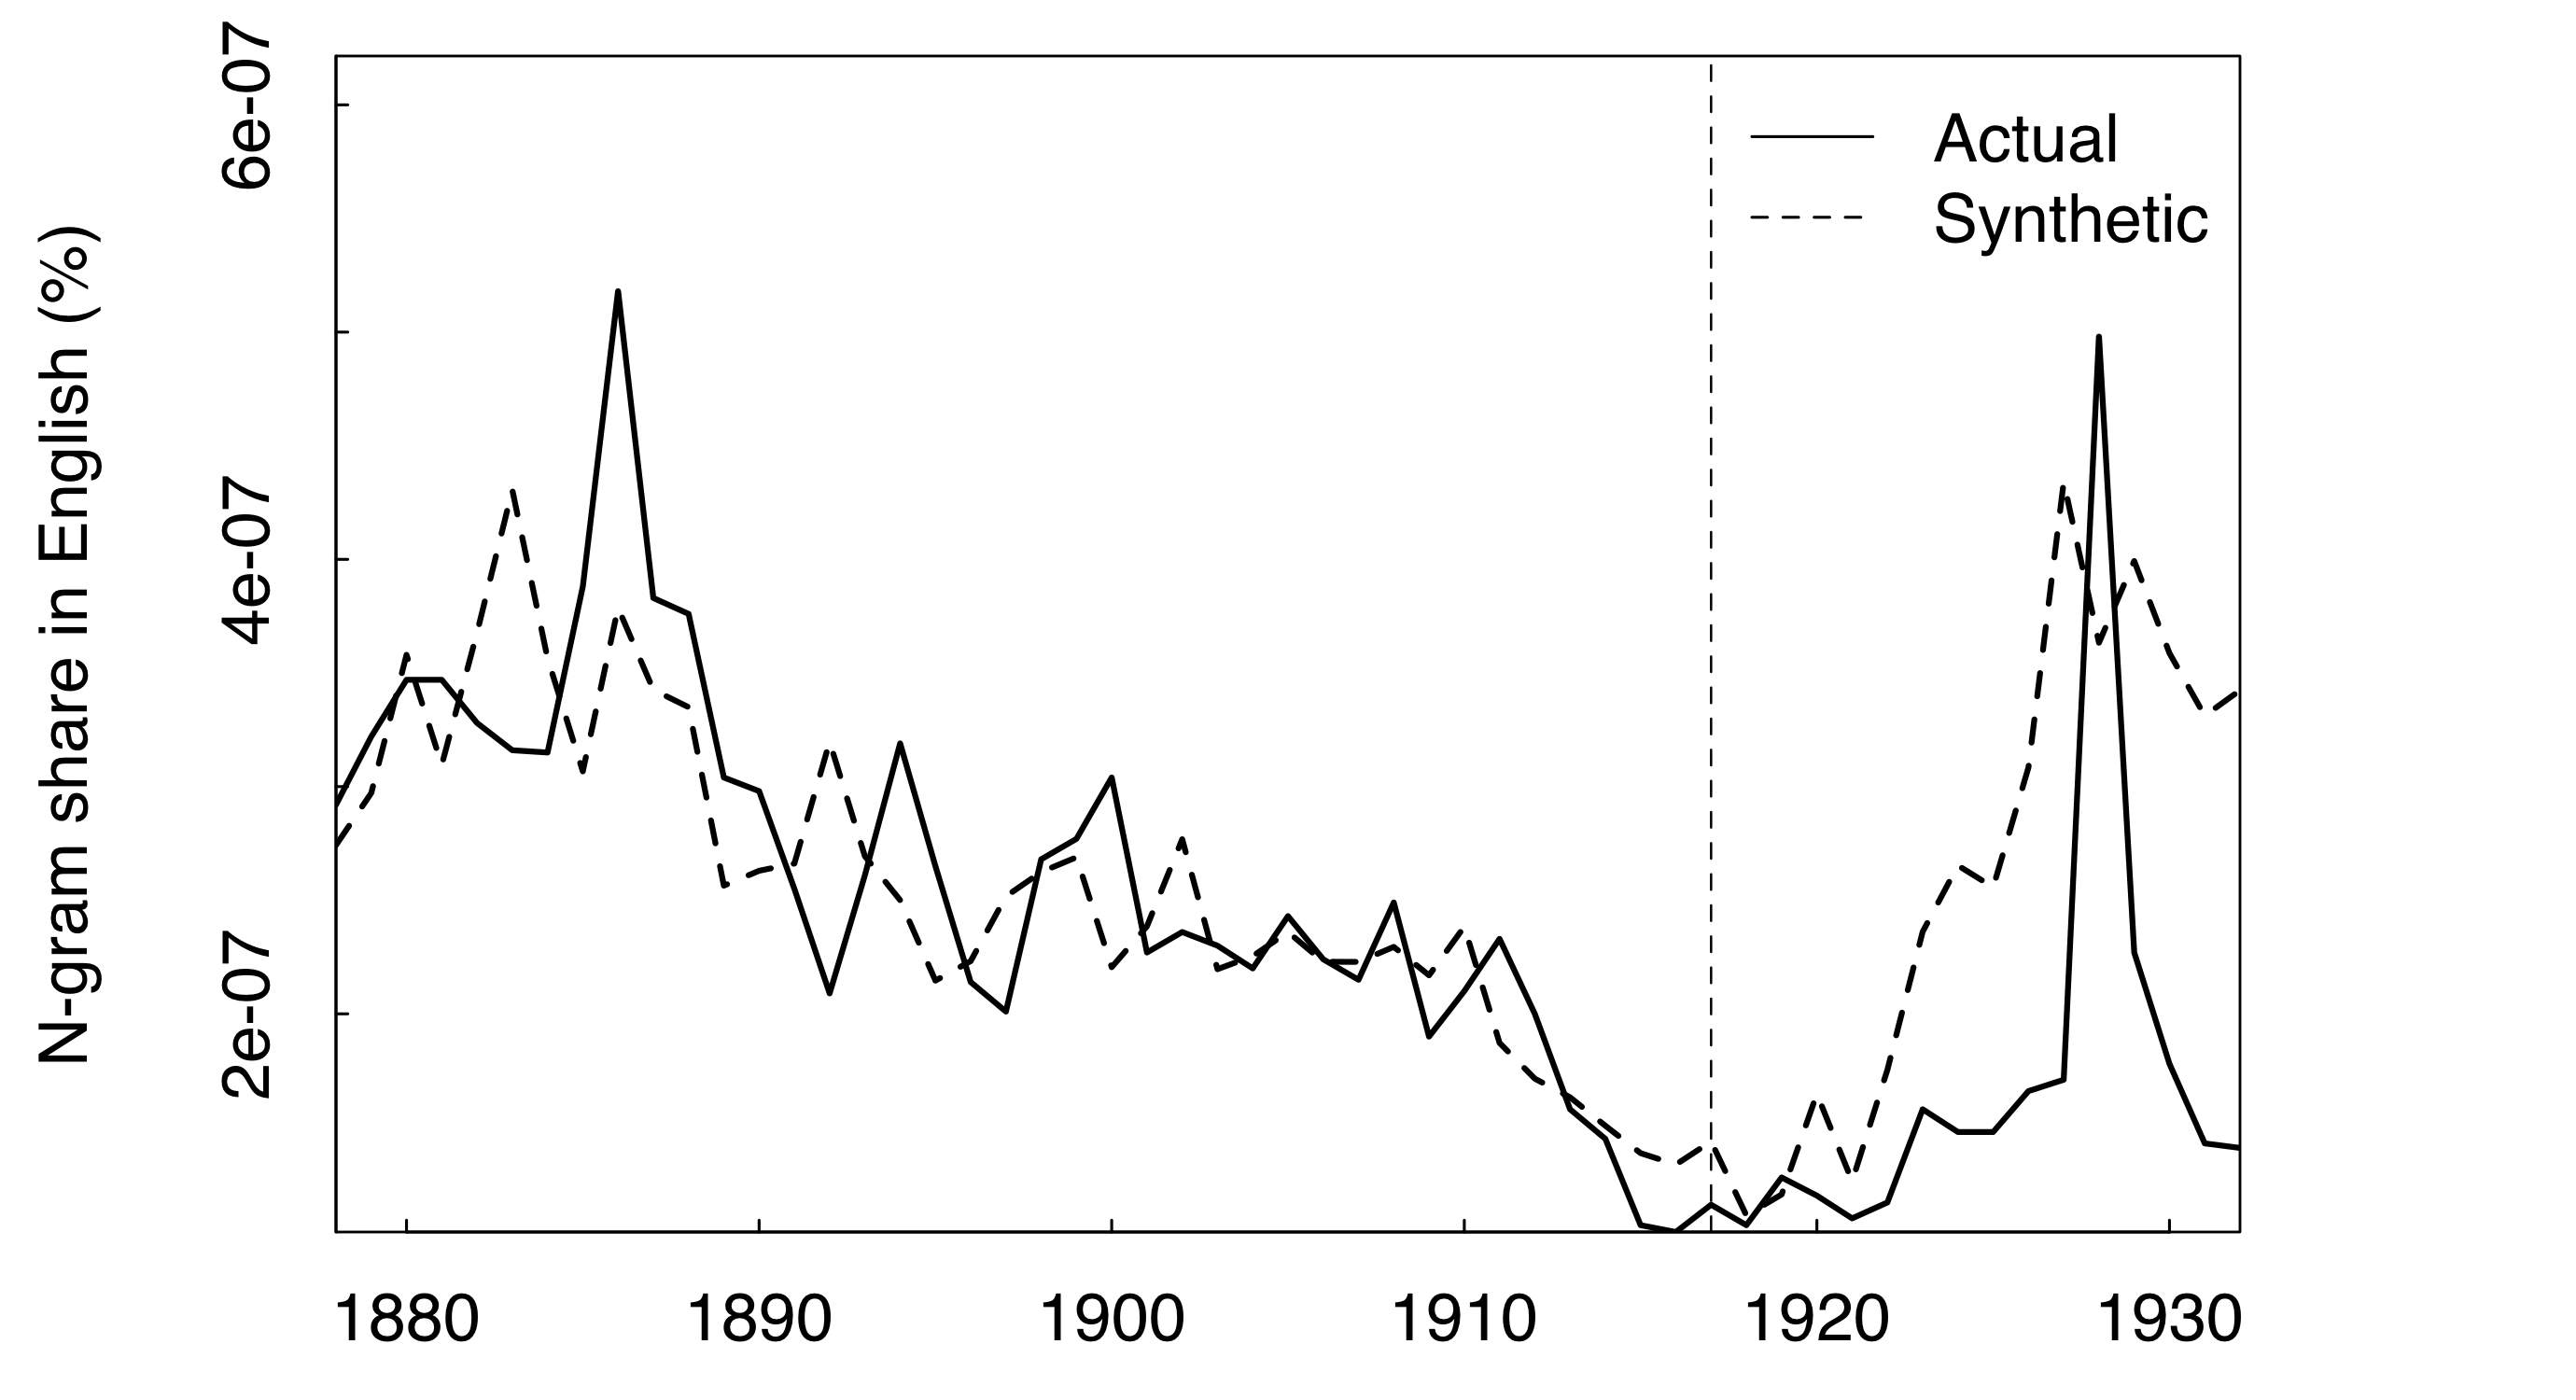 N-gram share in English (%)
6e-07
4e-07
2e-07
Actual
Synthetic
1880 1890 1900 1910 1920 1930